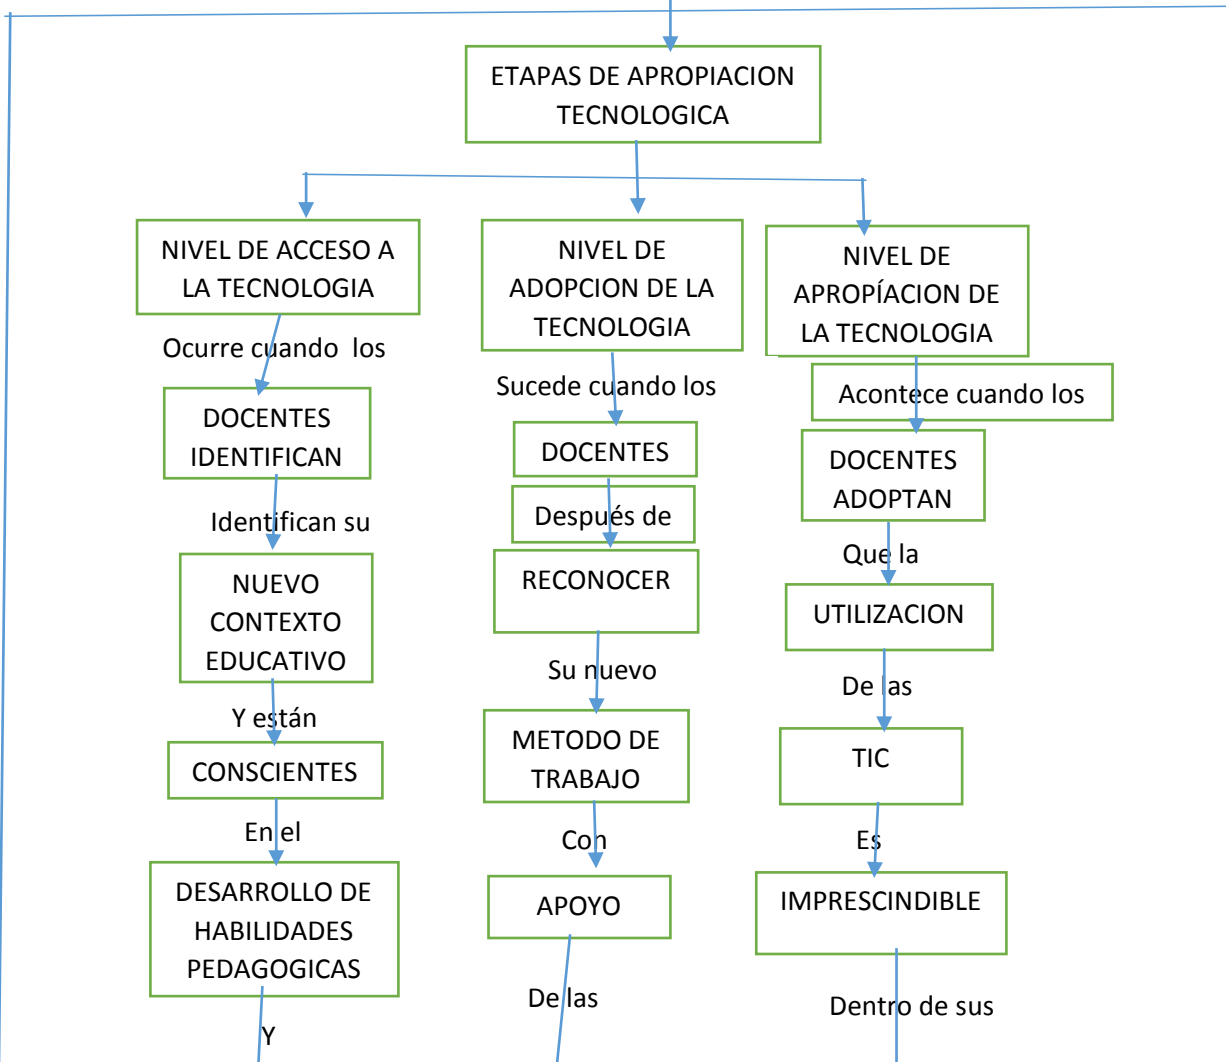 ETAPAS DE APROPIACION
TECNOLOGICA
NIVEL DE ACCESO A
LA TECNOLOGIA
Ocurre cuando los
DOCENTES
IDENTIFICAN
Identifican su
NUEVO
CONTEXTO
EDUCATIVO
Y están
CONSCIENTES
En el
DESARROLLO DE
HABILIDADES
PEDAGOGICAS
Y
NIVEL DE
ADOPCION DE LA
TECNOLOGIA
Sucede cuando los
DOCENTES
Después de
RECONOCER
Su nuevo
METODO DE
TRABAJO
Con
APOYO
De las
NIVEL DE
APROPÍACION DE
LA TECNOLOGIA
Acontece cuando los
DOCENTES
ADOPTAN
Que la
UTILIZACION
De las
TIC
Es
IMPRESCINDIBLE
Dentro de sus